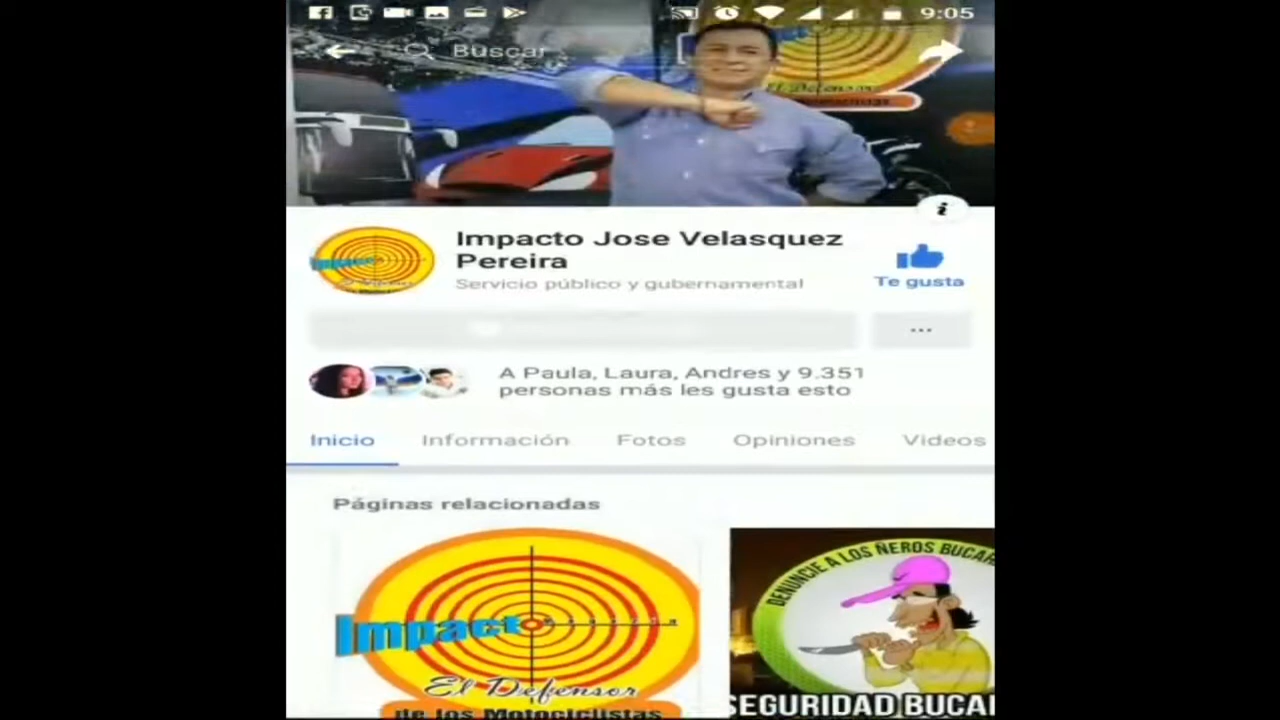 9:05
Buscar
El Defensor
Impacto Jose Velasquez
Pereira
Servicio público y gubernamental
Te gusta
...
A Paula, Laura, Andres y 9.351
personas más les gusta esto
Inicio Información Fotos Opiniones Videos
Páginas relacionadas
DENUNCIE A LOS ÑEROS BUCAR
Impact
El Defensor
de los Motociclistas
SEGURIDAD BUCAR